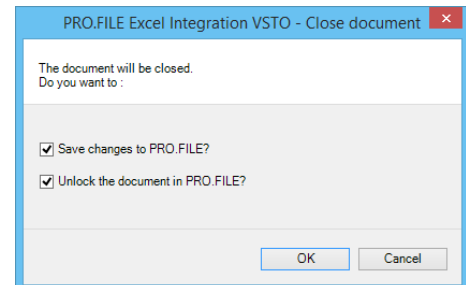 PRO.FILE Excel Integration VSTO - Close document
The document will be closed.
Do you want to :
Save changes to PRO.FILE?
Unlock the document in PRO.FILE?
OK Cancel